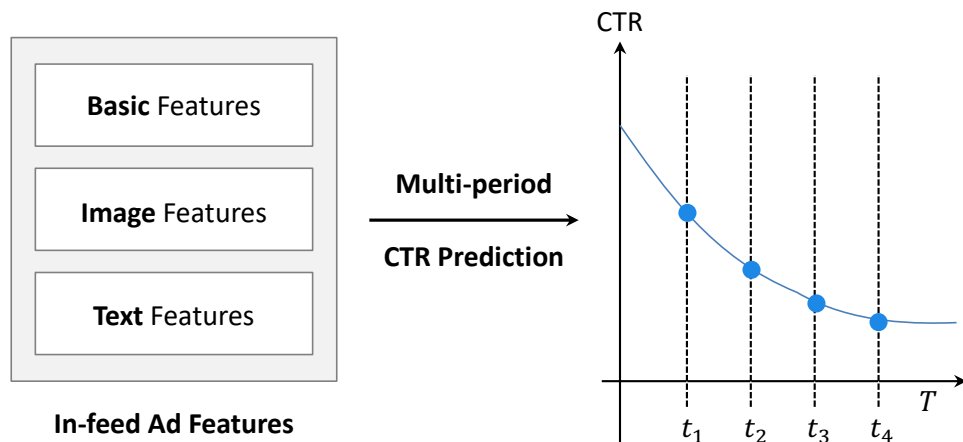 Basic Features
Image Features
Text Features
In-feed Ad Features
Multi-period
CTR Prediction
CTR
T
t₁ t₂ t₃ t₄